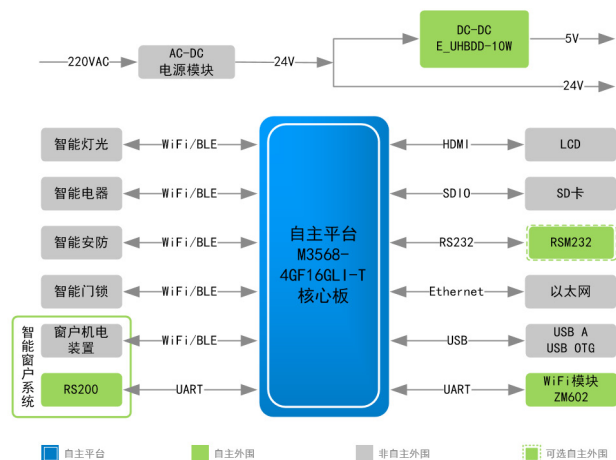 220VAC
AC-DC
电源模块
24V
DC-DC
E_UHBDD-10W
5V
24V
智能灯光
WiFi/BLE
智能电器
WiFi/BLE
智能安防
WiFi/BLE
智能门锁
WiFi/BLE
智能窗户系统
窗户机电
装置
WiFi/BLE
RS200
UART
自主平台
M3568-
4GF16GLI-T
核心板
HDMI
LCD
SDIO
SD卡
RS232
RSM232
Ethernet
以太网
USB
USB A
USB OTG
UART
WiFi模块
ZM602
自主平台
自主外围
非自主外围
可选自主外围